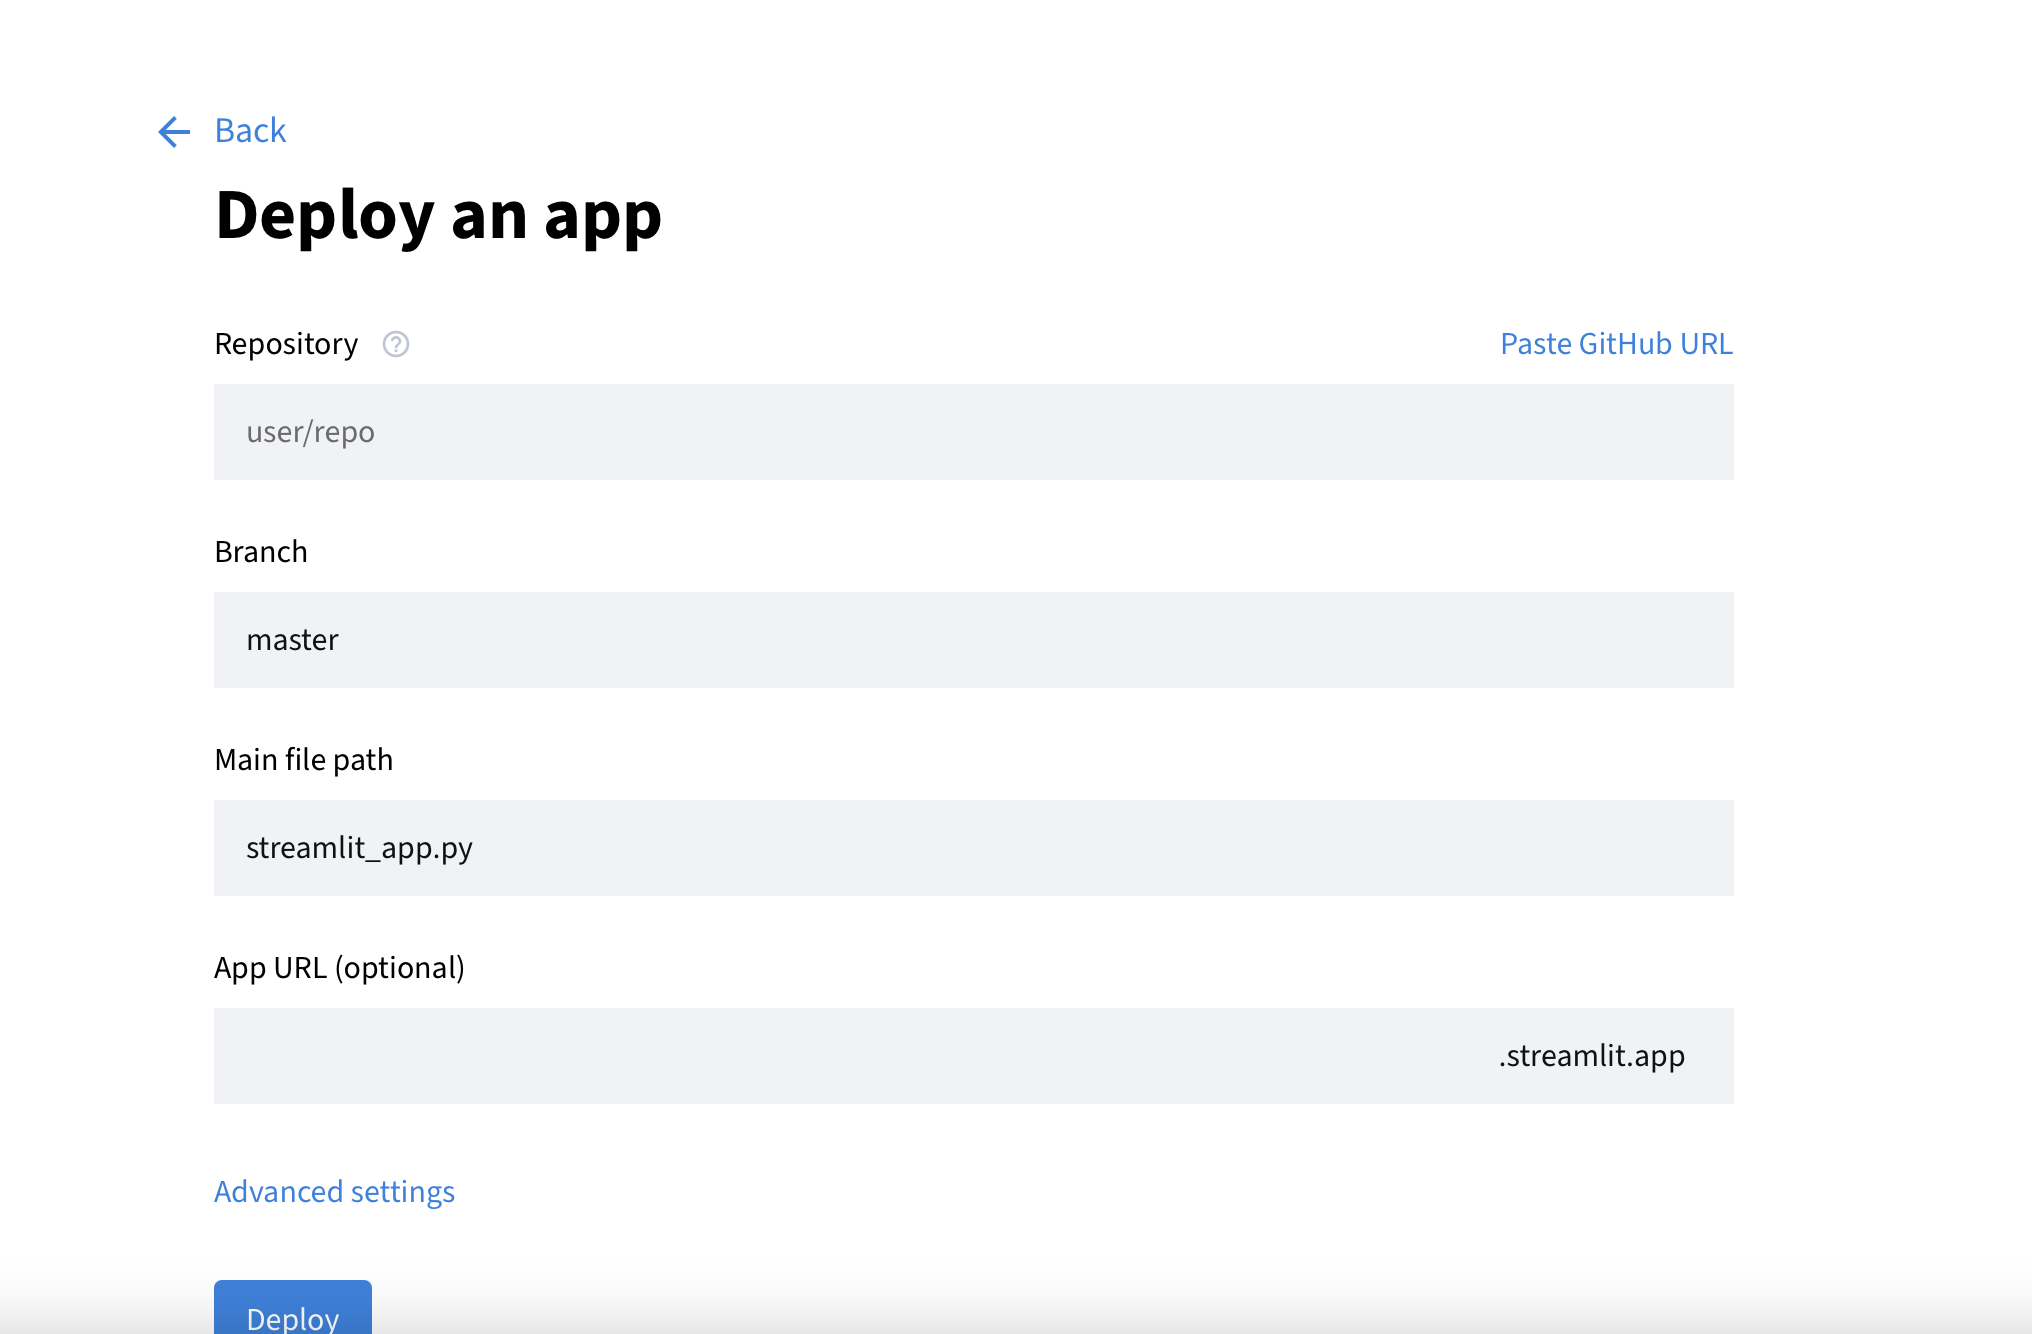 Back
Deploy an app
Repository
Paste GitHub URL
user/repo
Branch
master
Main file path
streamlit_app.py
App URL (optional)
.streamlit.app
Advanced settings
Deploy